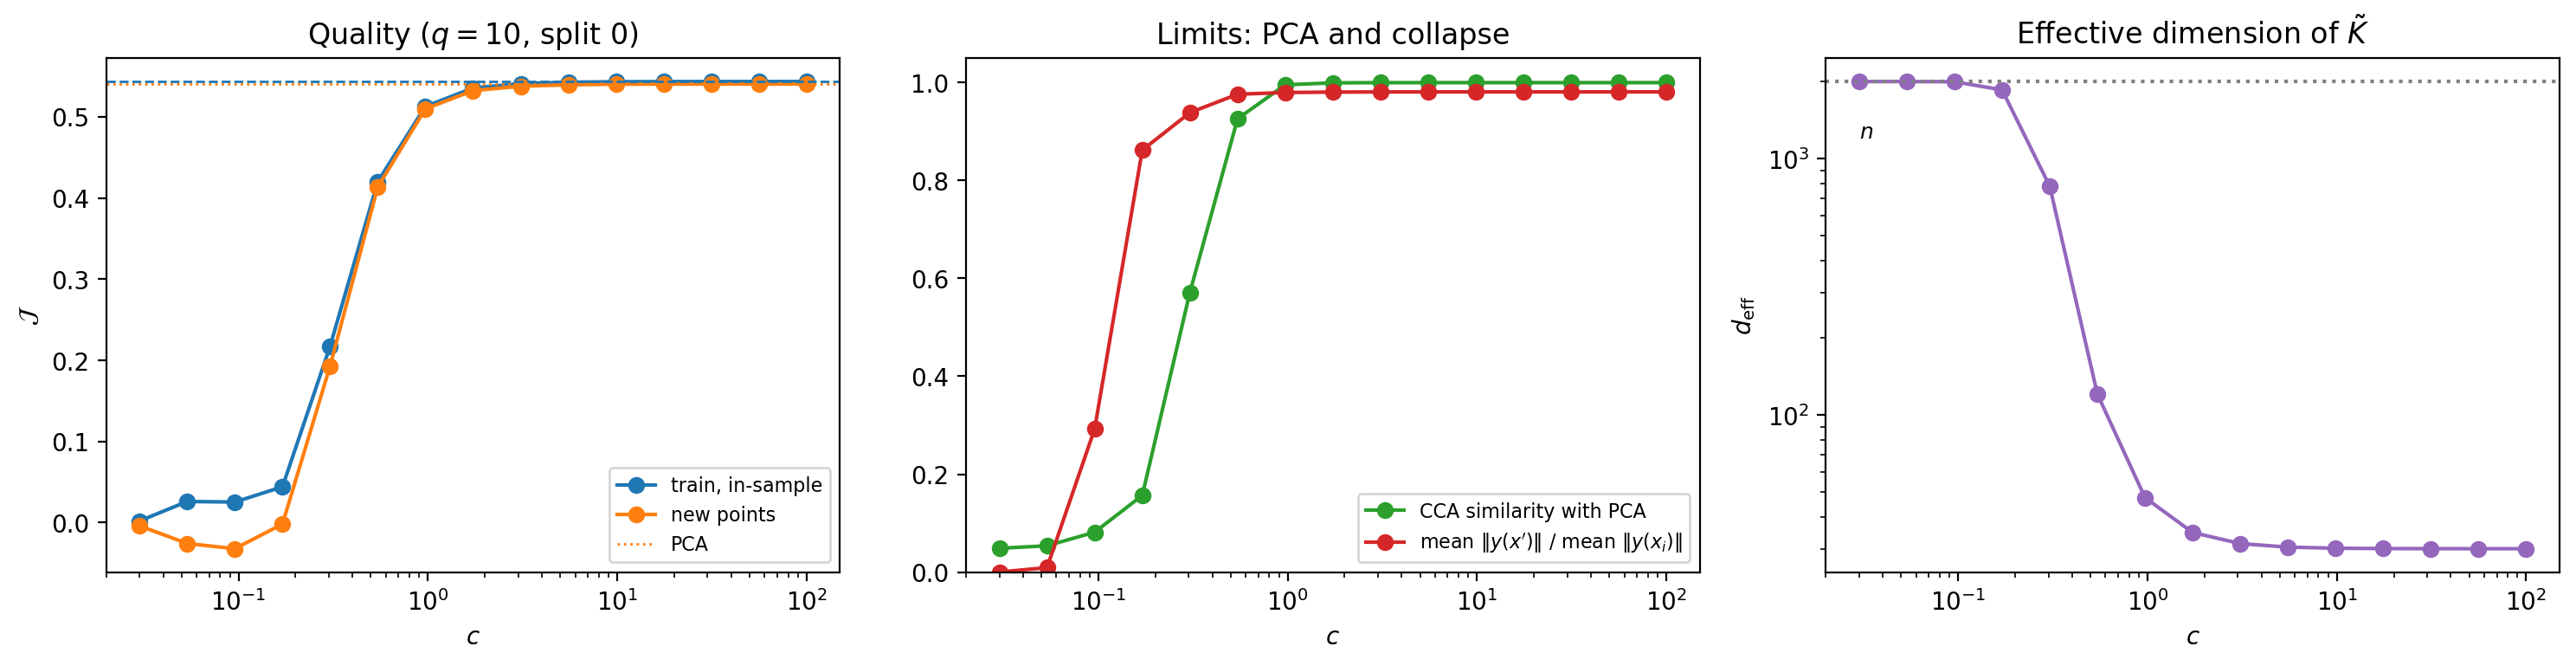 Quality (q = 10, split 0)
𝒥
0.5
0.4
0.3
0.2
0.1
0.0
train, in-sample
new points
PCA
10⁻¹ 10⁰ 10¹ 10²
c
Limits: PCA and collapse
1.0
0.8
0.6
0.4
0.2
0.0
CCA similarity with PCA
mean ‖y(x′)‖ / mean ‖y(xᵢ)‖
10⁻¹ 10⁰ 10¹ 10²
c
Effective dimension of K̃
d_eff
n
10³
10²
10⁻¹ 10⁰ 10¹ 10²
c